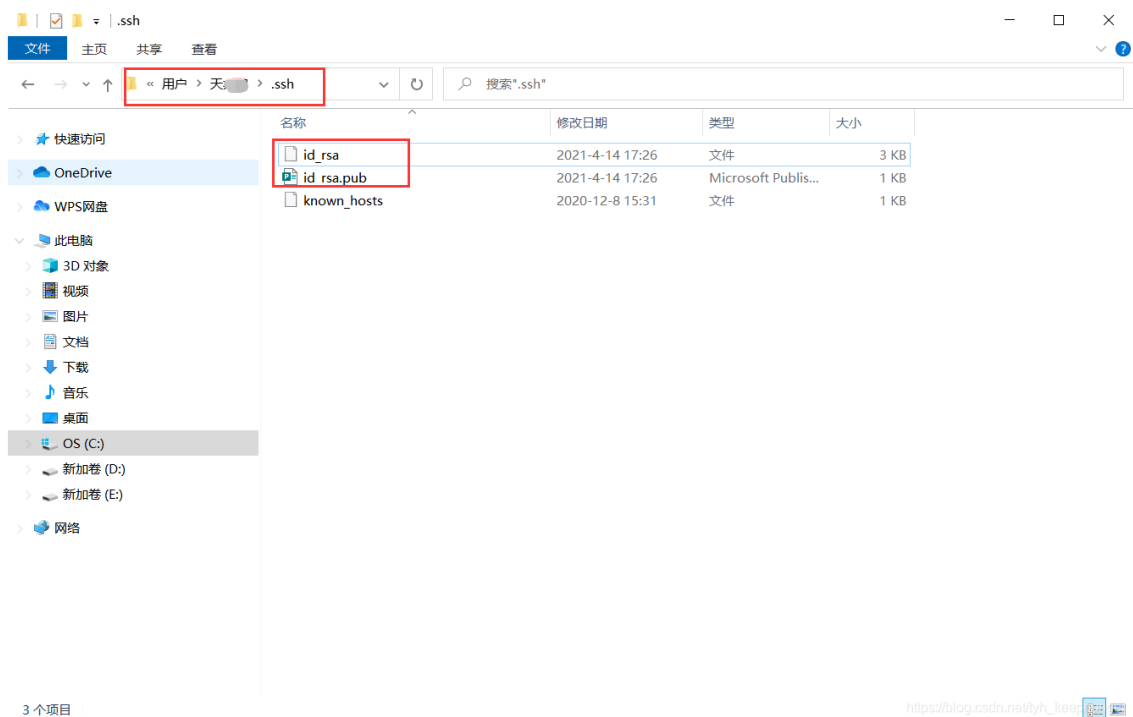 .ssh
文件 主页 共享 查看
« 用户 › 天 › .ssh 搜索".ssh"
名称 修改日期 类型 大小
id_rsa 2021-4-14 17:26 文件 3 KB
id_rsa.pub 2021-4-14 17:26 Microsoft Publis... 1 KB
known_hosts 2020-12-8 15:31 文件 1 KB
快速访问
OneDrive
WPS网盘
此电脑
3D 对象
视频
图片
文档
下载
音乐
桌面
OS (C:)
新加卷 (D:)
新加卷 (E:)
网络
3 个项目
https://blog.csdn.net/tyh_keep